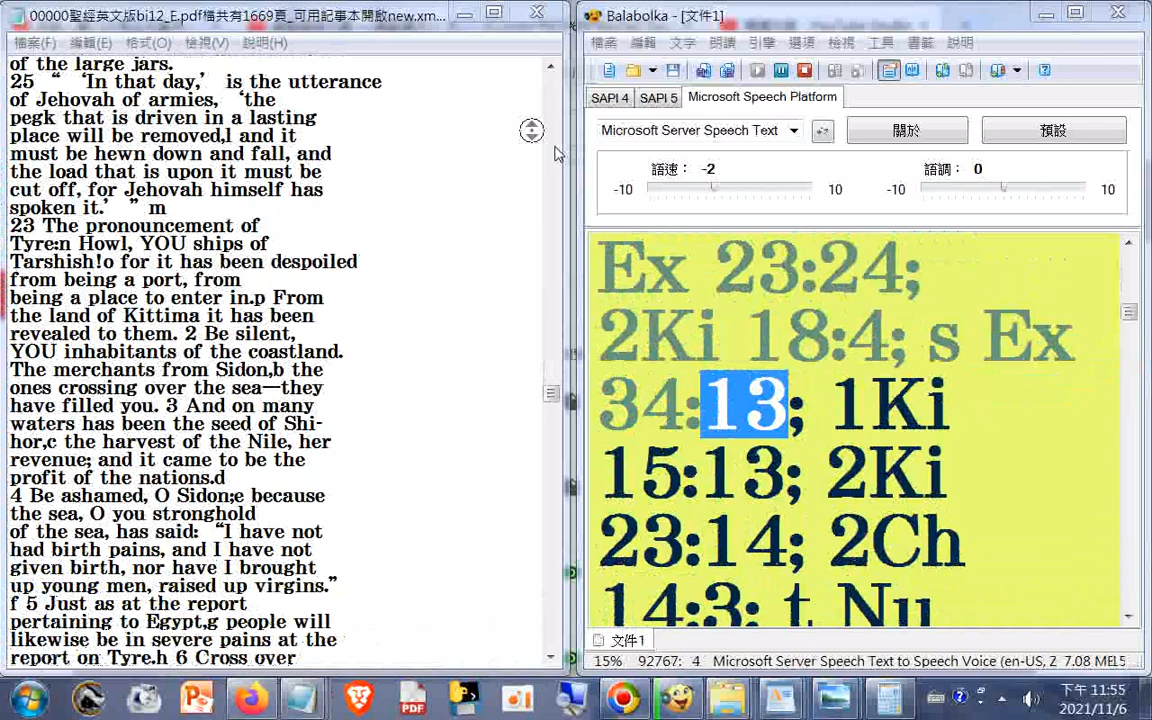 00000聖經英文版bi12_E.pdf檔共有1669頁_可用記事本開啟new.xm...
檔案(F) 編輯(E) 格式(O) 檢視(V) 說明(H)
of the large jars.
25 “ ‘In that day,’ is the utterance
of Jehovah of armies, ‘the
pegk that is driven in a lasting
place will be removed,l and it
must be hewn down and fall, and
the load that is upon it must be
cut off, for Jehovah himself has
spoken it.’ ” m
23 The pronouncement of
Tyre:n Howl, YOU ships of
Tarshish!o for it has been despoiled
from being a port, from
being a place to enter in.p From
the land of Kittima it has been
revealed to them. 2 Be silent,
YOU inhabitants of the coastland.
The merchants from Sidon,b the
ones crossing over the sea—they
have filled you. 3 And on many
waters has been the seed of Shi-
hor,c the harvest of the Nile, her
revenue; and it came to be the
profit of the nations.d
4 Be ashamed, O Sidon;e because
the sea, O you stronghold
of the sea, has said: “I have not
had birth pains, and I have not
given birth, nor have I brought
up young men, raised up virgins.”
f 5 Just as at the report
pertaining to Egypt,g people will
likewise be in severe pains at the
report on Tyre.h 6 Cross over
Balabolka - [文件1]
檔案 編輯 文字 朗讀 引擎 選項 檢視 工具 書籤 說明
SAPI 4 SAPI 5 Microsoft Speech Platform
Microsoft Server Speech Text 關於 預設
語速: -2 語調: 0
-10 10 -10 10
Ex 23:24;
2Ki 18:4; s Ex
34:13; 1Ki
15:13; 2Ki
23:14; 2Ch
14:3; t Nu
文件1
15% 92767: 4 Microsoft Server Speech Text to Speech Voice (en-US, Z 7.08 ME15
下午 11:55
2021/11/6